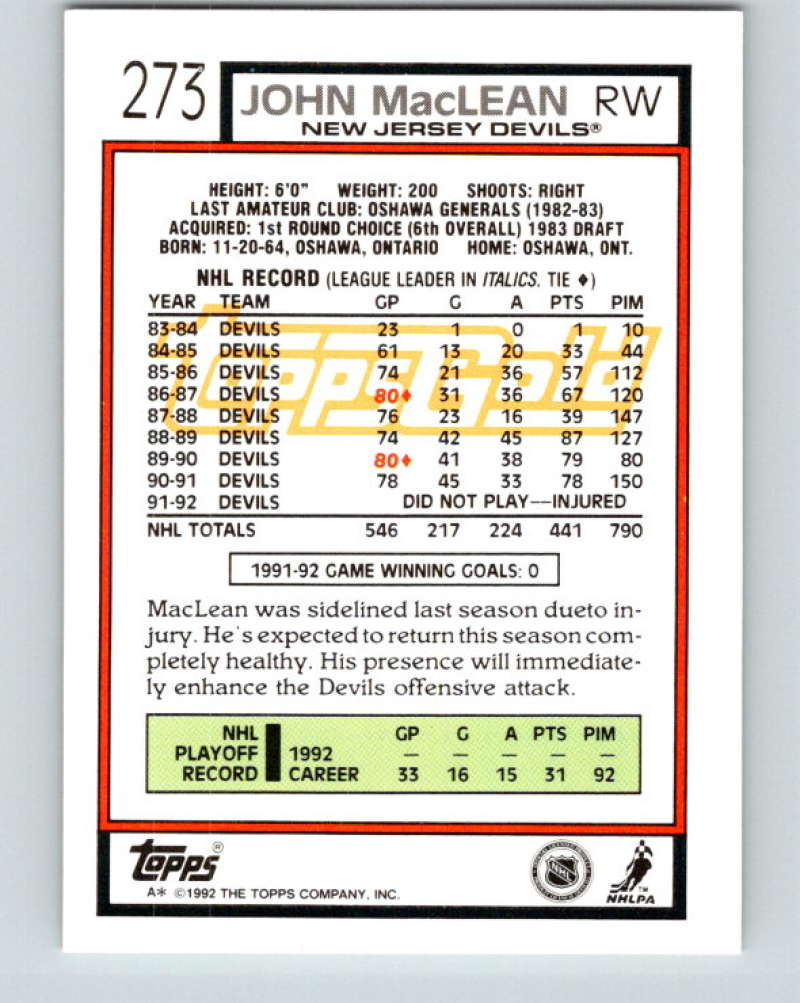 273
JOHN MacLEAN RW
NEW JERSEY DEVILS®
HEIGHT: 6'0" WEIGHT: 200 SHOOTS: RIGHT
LAST AMATEUR CLUB: OSHAWA GENERALS (1982-83)
ACQUIRED: 1st ROUND CHOICE (6th OVERALL) 1983 DRAFT
BORN: 11-20-64, OSHAWA, ONTARIO HOME: OSHAWA, ONT.
NHL RECORD (LEAGUE LEADER IN ITALICS. TIE ♦)
YEAR TEAM GP G A PTS PIM
Topps Gold
83-84 DEVILS 23 1 0 1 10
84-85 DEVILS 61 13 20 33 44
85-86 DEVILS 74 21 36 57 112
86-87 DEVILS 80♦ 31 36 67 120
87-88 DEVILS 76 23 16 39 147
88-89 DEVILS 74 42 45 87 127
89-90 DEVILS 80♦ 41 38 79 80
90-91 DEVILS 78 45 33 78 150
91-92 DEVILS DID NOT PLAY—INJURED
NHL TOTALS 546 217 224 441 790
1991-92 GAME WINNING GOALS: 0
MacLean was sidelined last season dueto in-
jury. He's expected to return this season com-
pletely healthy. His presence will immediate-
ly enhance the Devils offensive attack.
NHL GP G A PTS PIM
PLAYOFF 1992 — — — — —
RECORD CAREER 33 16 15 31 92
TOPPS®
A* ©1992 THE TOPPS COMPANY, INC.
NHL
™
NHLPA